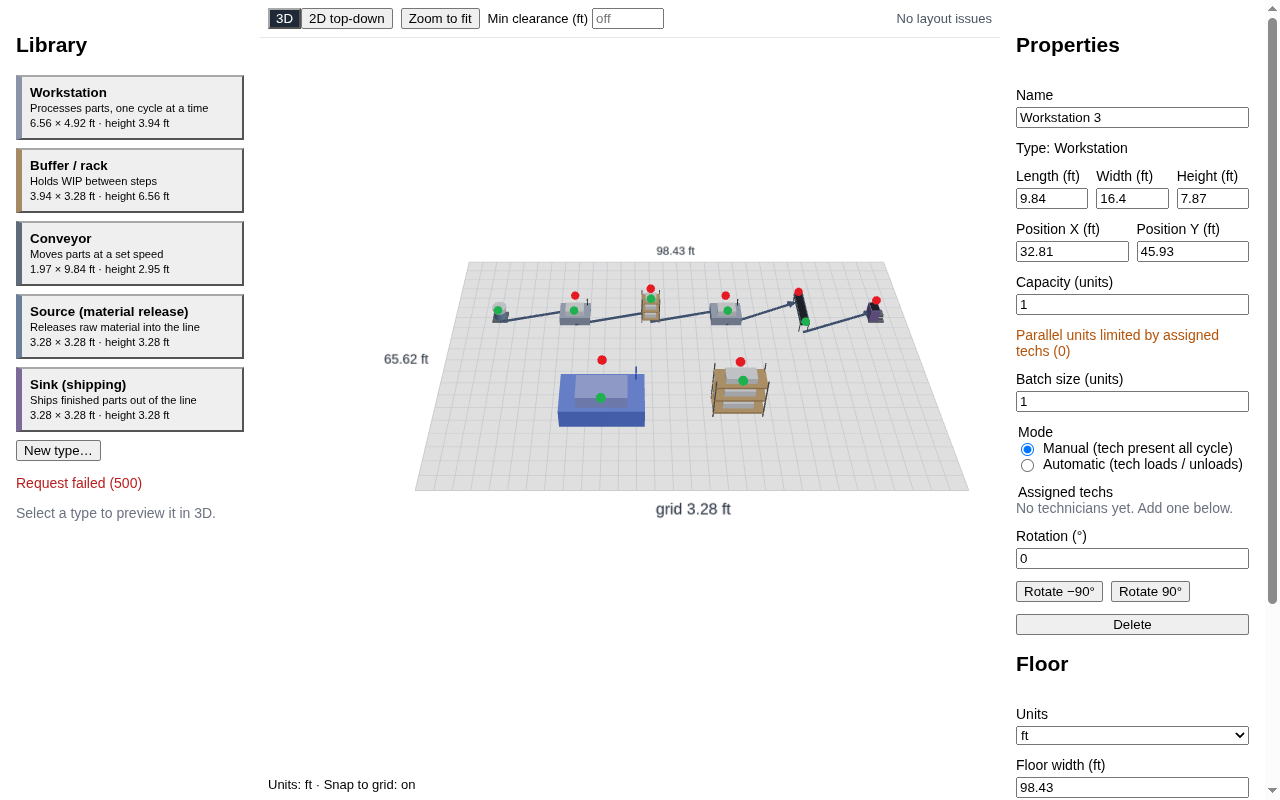 Library
Workstation
Processes parts, one cycle at a time
6.56 × 4.92 ft · height 3.94 ft
Buffer / rack
Holds WIP between steps
3.94 × 3.28 ft · height 6.56 ft
Conveyor
Moves parts at a set speed
1.97 × 9.84 ft · height 2.95 ft
Source (material release)
Releases raw material into the line
3.28 × 3.28 ft · height 3.28 ft
Sink (shipping)
Ships finished parts out of the line
3.28 × 3.28 ft · height 3.28 ft
New type…
Request failed (500)
Select a type to preview it in 3D.
3D 2D top-down Zoom to fit Min clearance (ft) off No layout issues
98.43 ft
65.62 ft
grid 3.28 ft
Units: ft · Snap to grid: on
Properties
Name
Workstation 3
Type: Workstation
Length (ft) Width (ft) Height (ft)
9.84 16.4 7.87
Position X (ft) Position Y (ft)
32.81 45.93
Capacity (units)
1
Parallel units limited by assigned
techs (0)
Batch size (units)
1
Mode
Manual (tech present all cycle)
Automatic (tech loads / unloads)
Assigned techs
No technicians yet. Add one below.
Rotation (°)
0
Rotate −90° Rotate 90°
Delete
Floor
Units
ft
Floor width (ft)
98.43